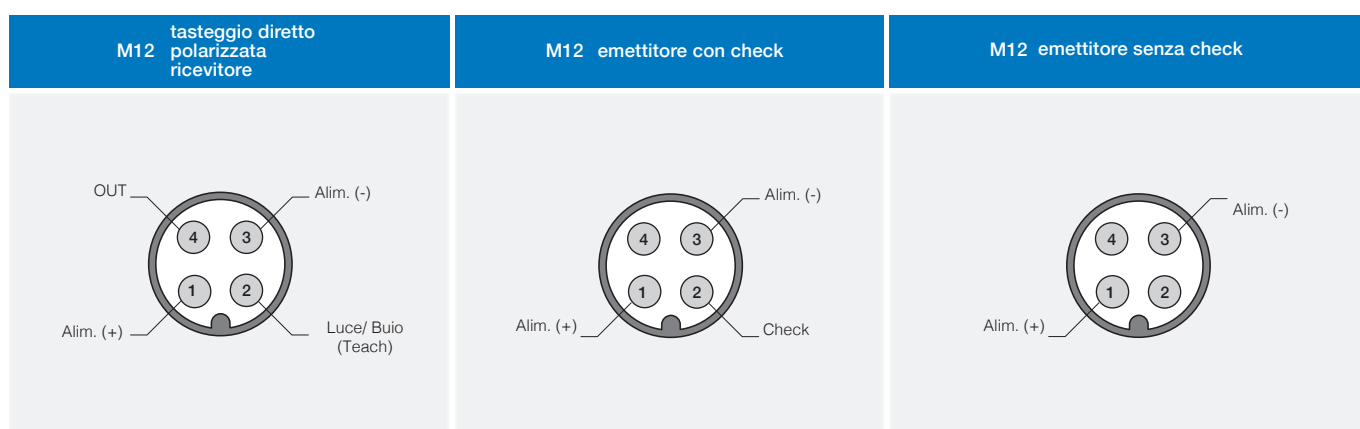 M12 tasteggio diretto
polarizzata
ricevitore
M12 emettitore con check
M12 emettitore senza check
OUT
Alim. (-)
4
3
1
2
Alim. (+)
Luce/ Buio
(Teach)
Alim. (-)
4
3
1
2
Alim. (+)
Check
Alim. (-)
4
3
1
2
Alim. (+)